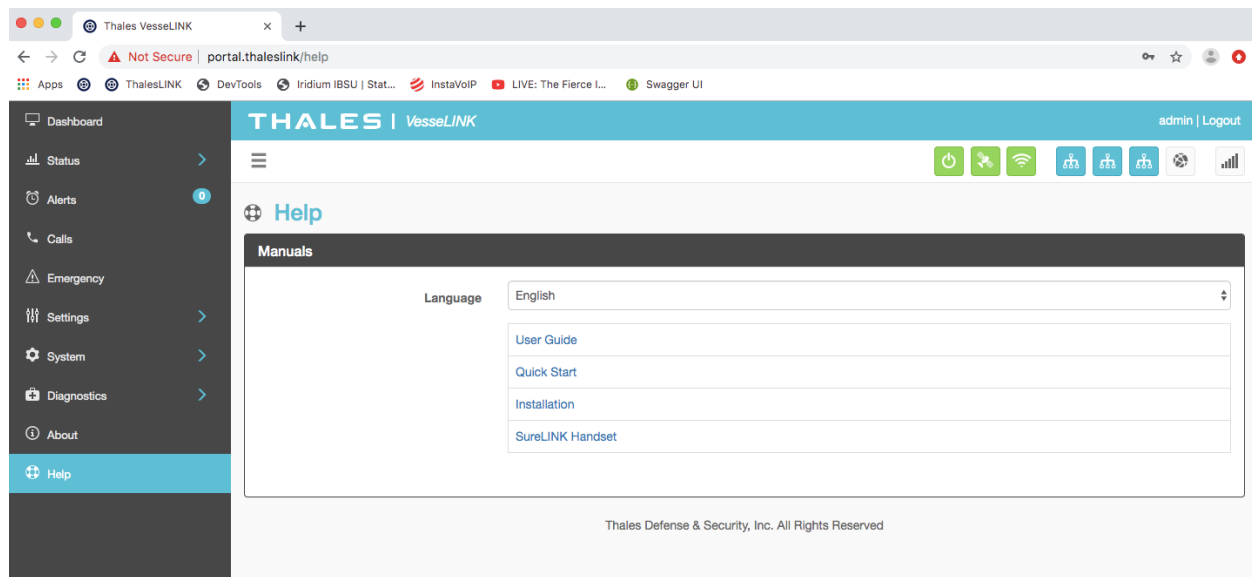 Thales VesseLINK
Not Secure | portal.thaleslink/help
Apps ThalesLINK DevTools Iridium IBSU | Stat... InstaVoIP LIVE: The Fierce I... Swagger UI
THALES | VesseLINK admin | Logout
Dashboard
Status
Alerts 0
Calls
Emergency
Settings
System
Diagnostics
About
Help
Help
Manuals
Language English
User Guide
Quick Start
Installation
SureLINK Handset
Thales Defense & Security, Inc. All Rights Reserved